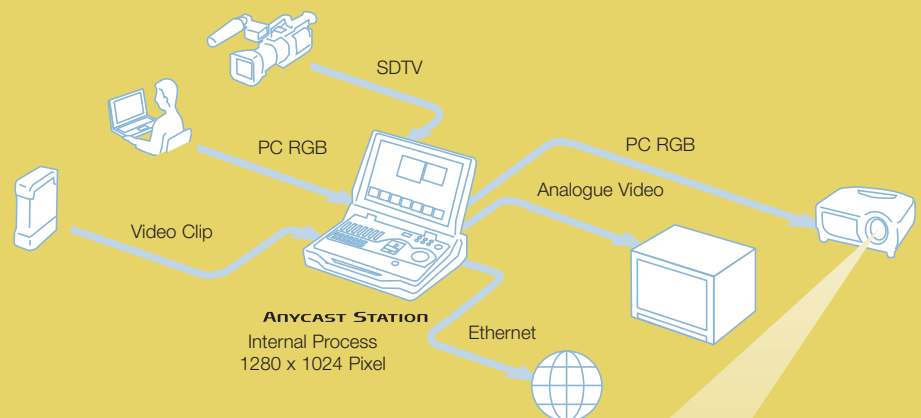 SDTV
PC RGB
PC RGB
Analogue Video
Video Clip
ANYCAST STATION
Internal Process
1280 x 1024 Pixel
Ethernet